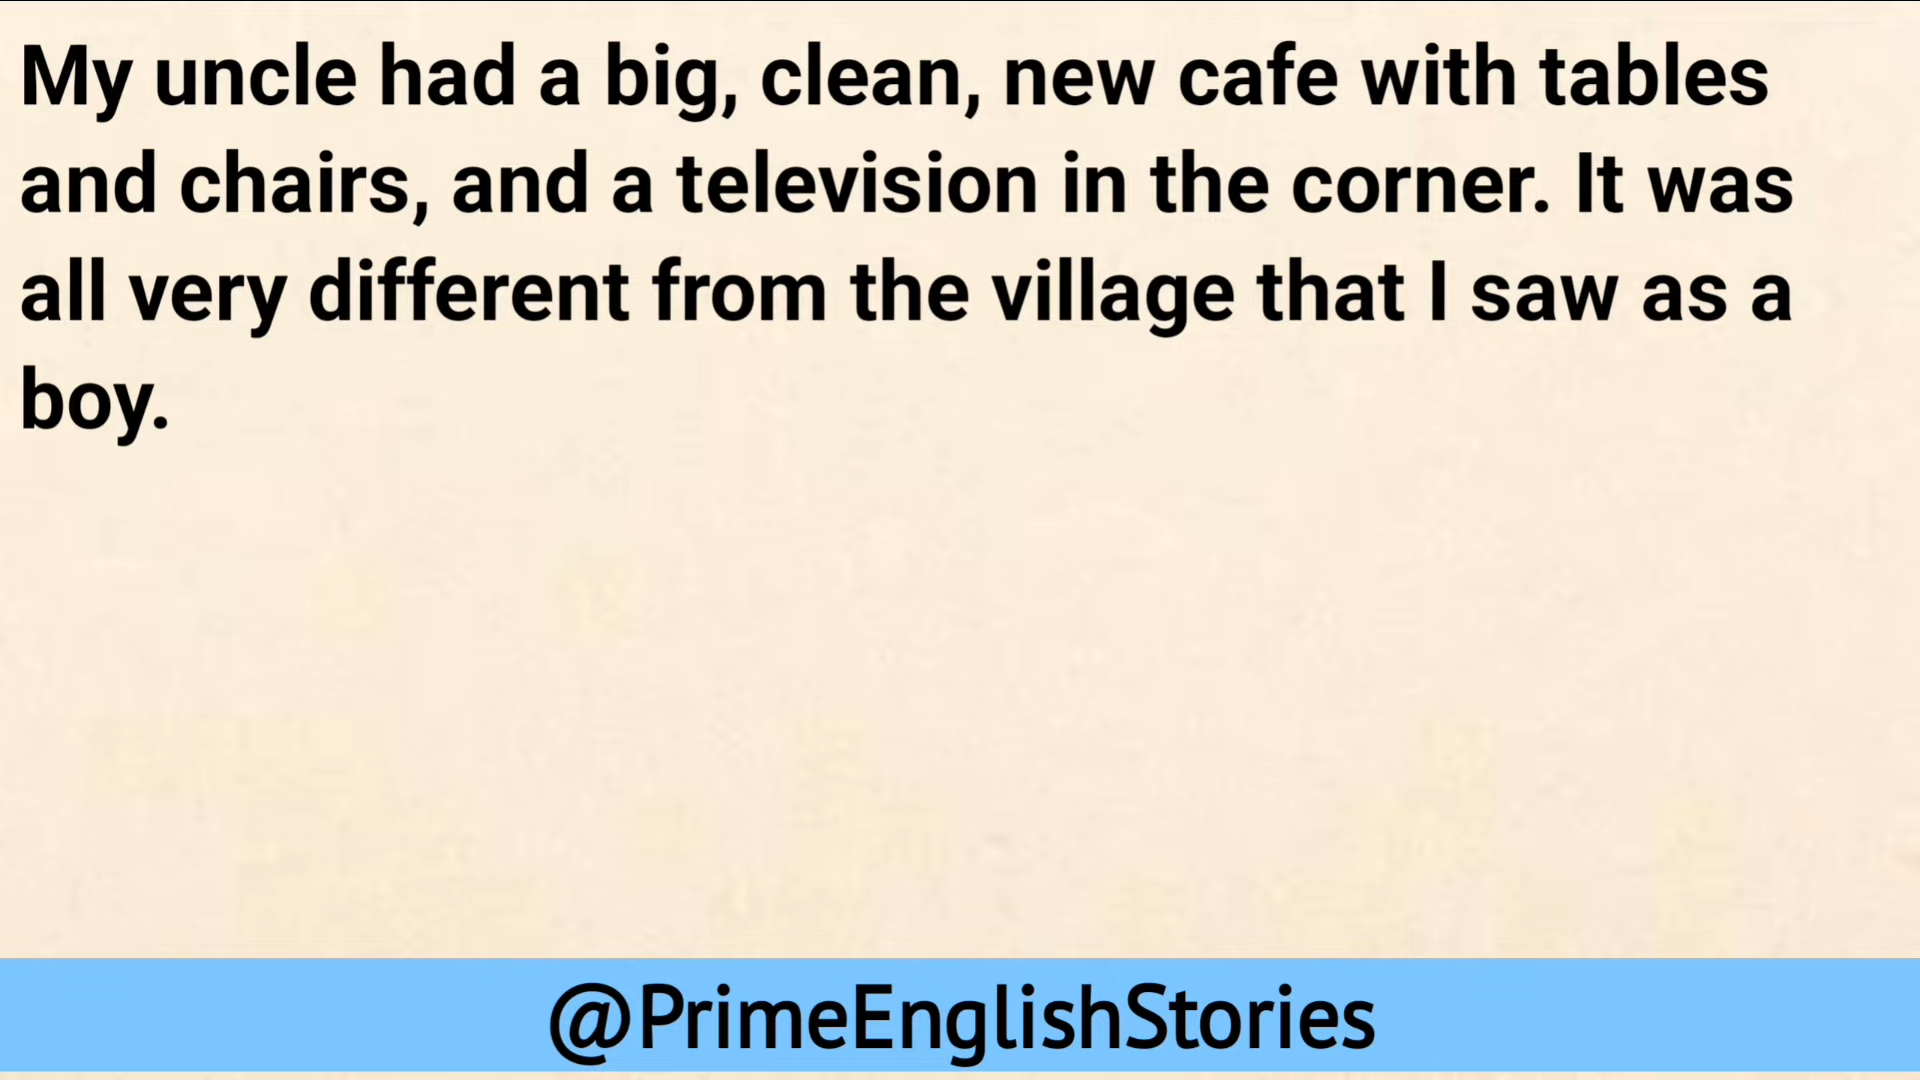 My uncle had a big, clean, new cafe with tables
and chairs, and a television in the corner. It was
all very different from the village that I saw as a
boy.
@PrimeEnglishStories